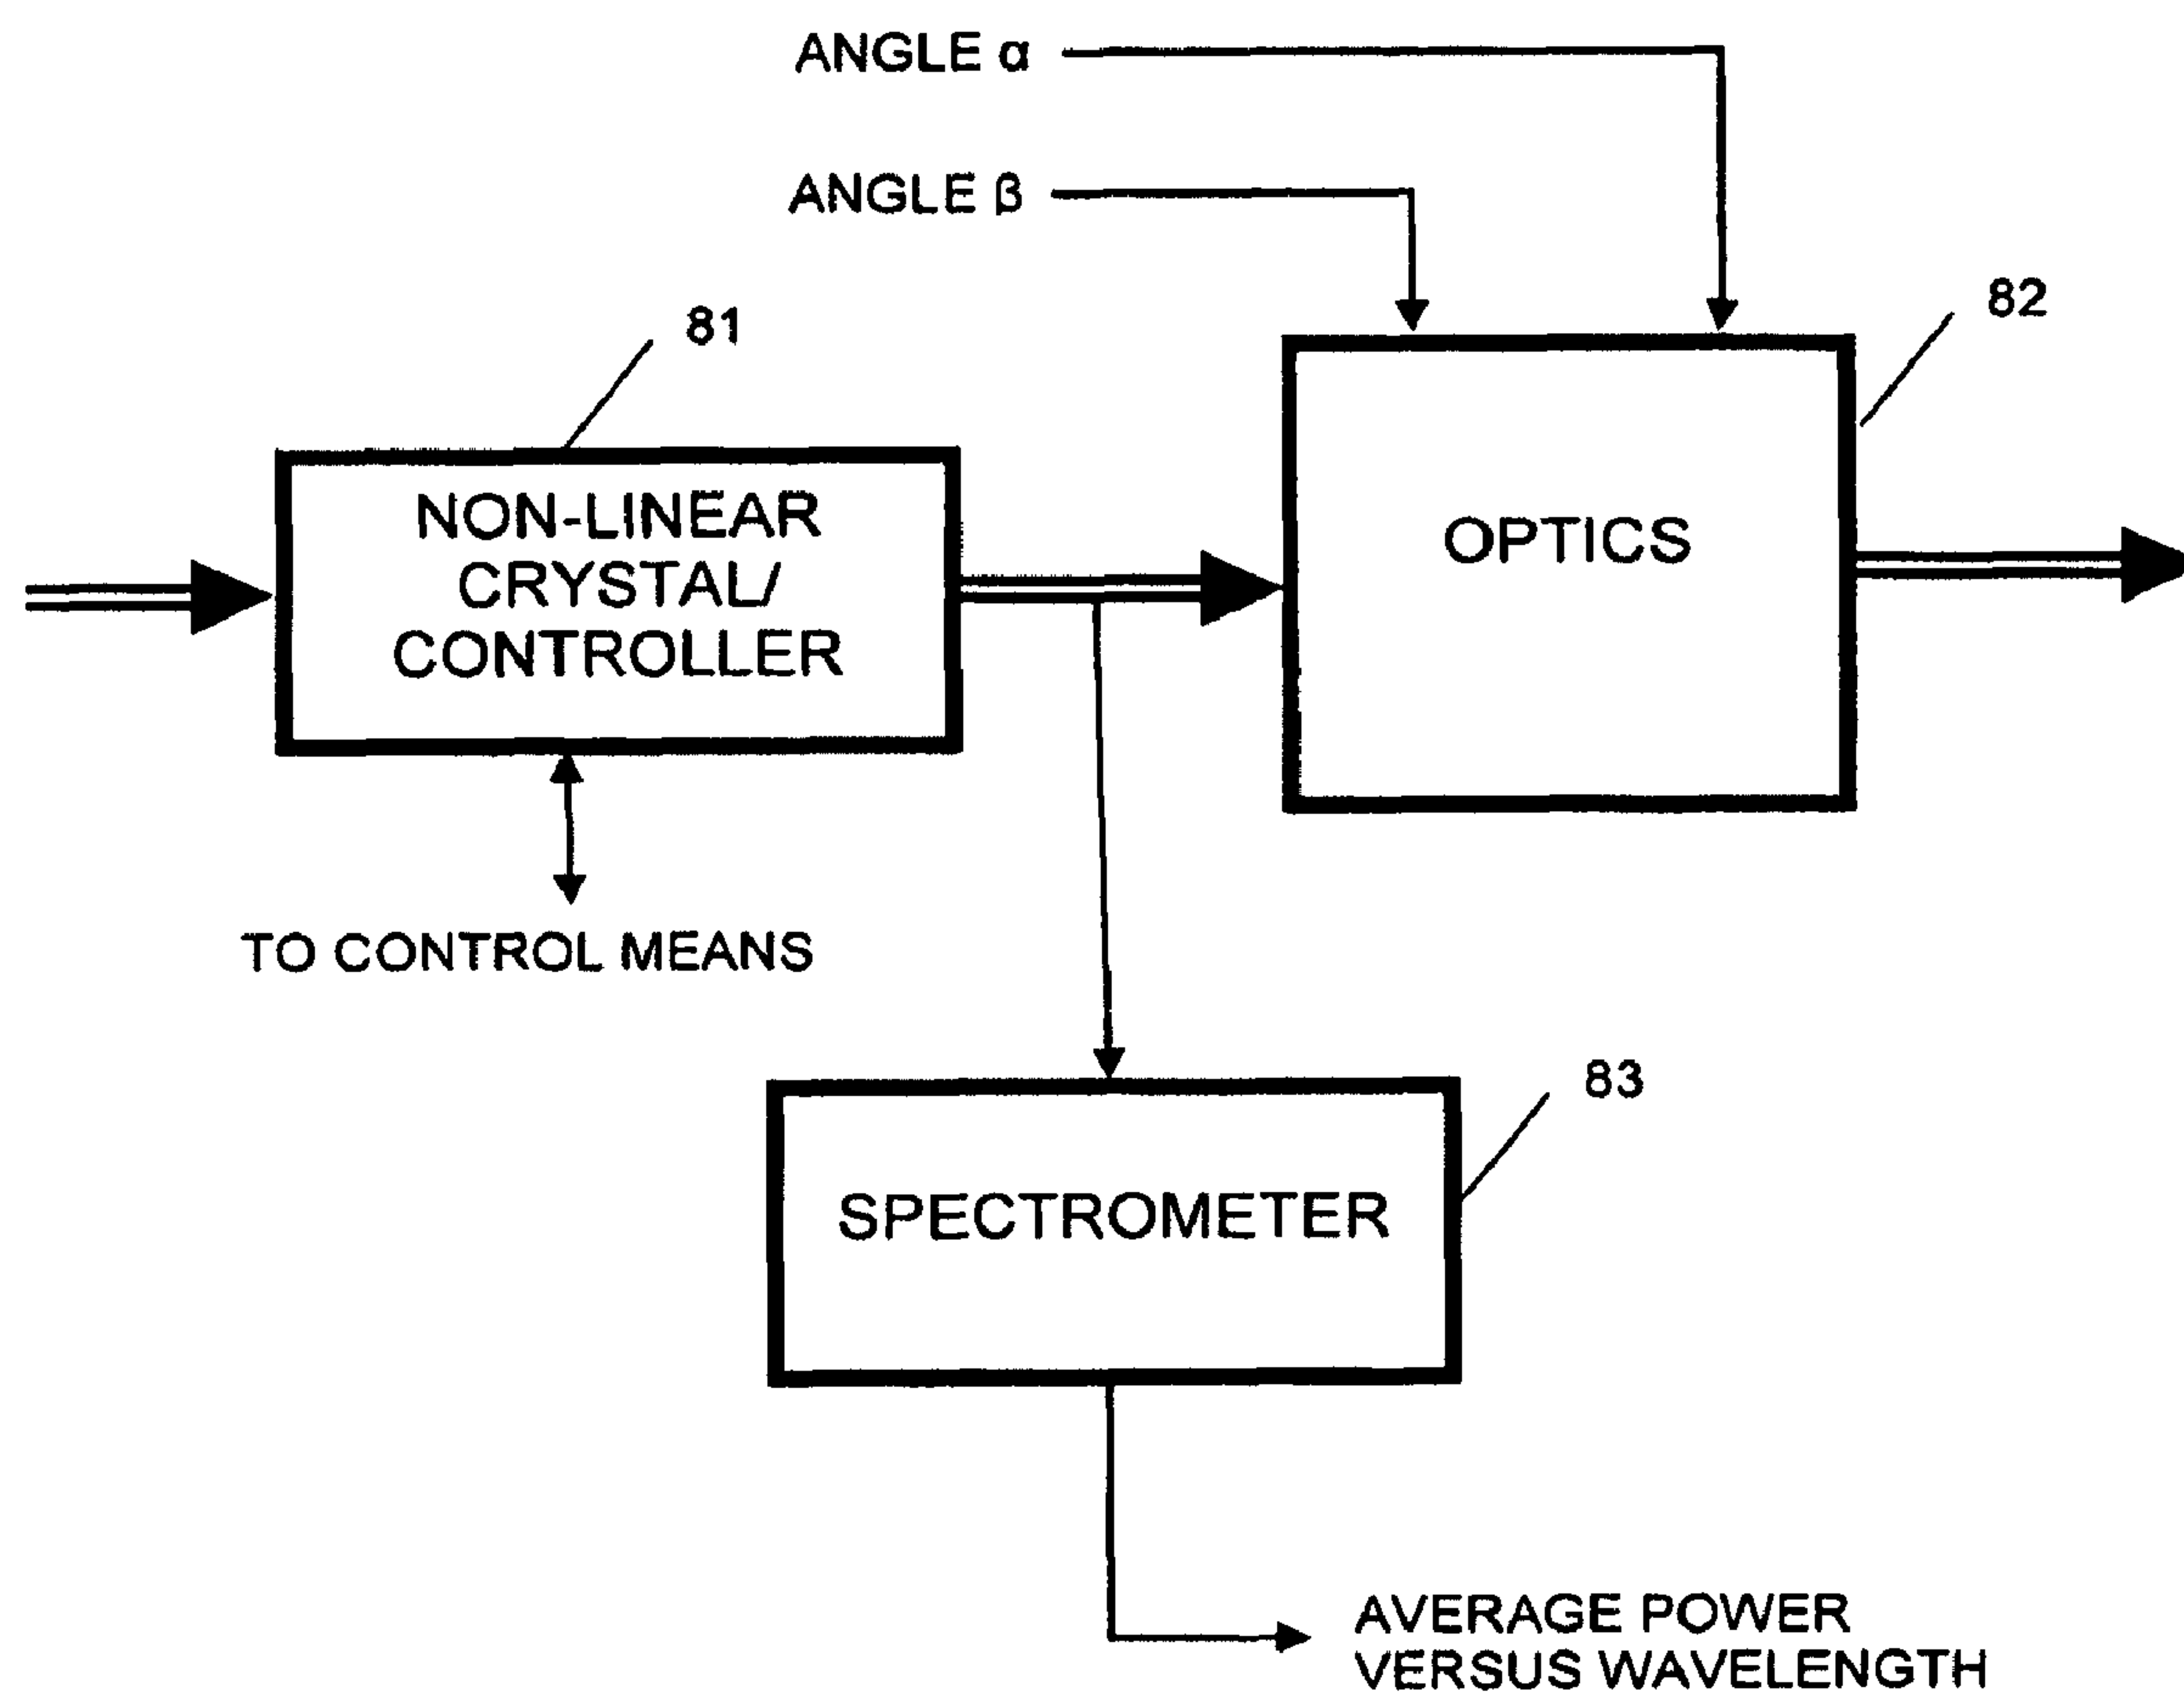 ANGLE α
ANGLE β
81
82
NON-LINEAR
CRYSTAL/
CONTROLLER
OPTICS
TO CONTROL MEANS
83
SPECTROMETER
AVERAGE POWER
VERSUS WAVELENGTH